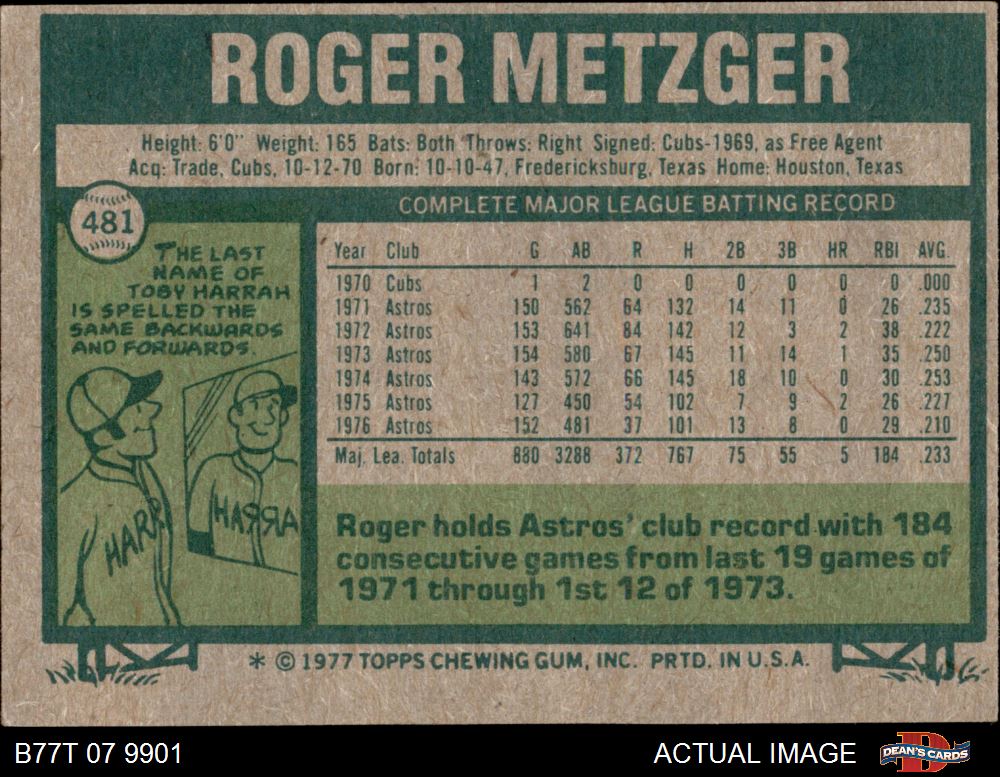 ROGER METZGER
Height: 6'0" Weight: 165 Bats: Both Throws: Right Signed: Cubs-1969, as Free Agent
Acq: Trade, Cubs, 10-12-70 Born: 10-10-47, Fredericksburg, Texas Home: Houston, Texas
481
THE LAST
NAME OF
TOBY HARRAH
IS SPELLED THE
SAME BACKWARDS
AND FORWARDS.
HARR
HARRA
COMPLETE MAJOR LEAGUE BATTING RECORD
Year Club G AB R H 2B 3B HR RBI AVG.
1970 Cubs 1 2 0 0 0 0 0 0 .000
1971 Astros 150 562 64 132 14 11 0 26 .235
1972 Astros 153 641 84 142 12 3 2 38 .222
1973 Astros 154 580 67 145 11 14 1 35 .250
1974 Astros 143 572 66 145 18 10 0 30 .253
1975 Astros 127 450 54 102 7 9 2 26 .227
1976 Astros 152 481 37 101 13 8 0 29 .210
Maj. Lea. Totals 880 3288 372 767 75 55 5 184 .233
Roger holds Astros' club record with 184
consecutive games from last 19 games of
1971 through 1st 12 of 1973.
* © 1977 TOPPS CHEWING GUM, INC. PRTD. IN U.S.A.
B77T 07 9901
ACTUAL IMAGE
DEAN'S CARDS